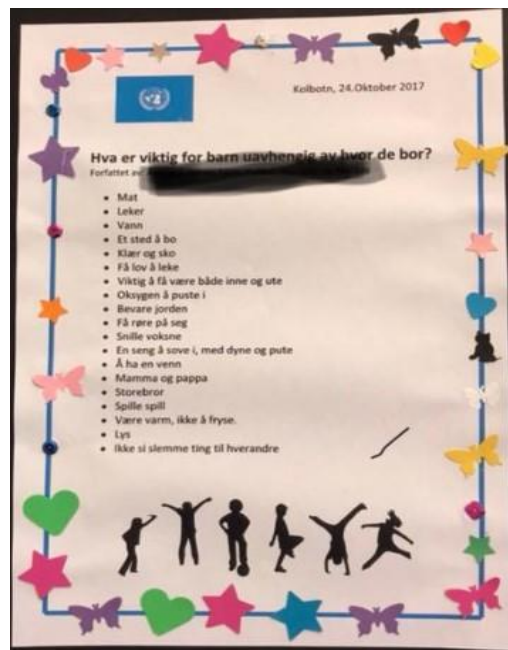 Kolbotn, 24.Oktober 2017
Hva er viktig for barn uavhengig av hvor de bor?
Forfattet av
• Mat
• Leker
• Vann
• Et sted å bo
• Klær og sko
• Få lov å leke
• Viktig å få være både inne og ute
• Oksygen å puste i
• Bevare jorden
• Få røre på seg
• Snille voksne
• En seng å sove i, med dyne og pute
• Å ha en venn
• Mamma og pappa
• Storebror
• Spille spill
• Være varm, ikke å fryse.
• Lys
• Ikke si slemme ting til hverandre